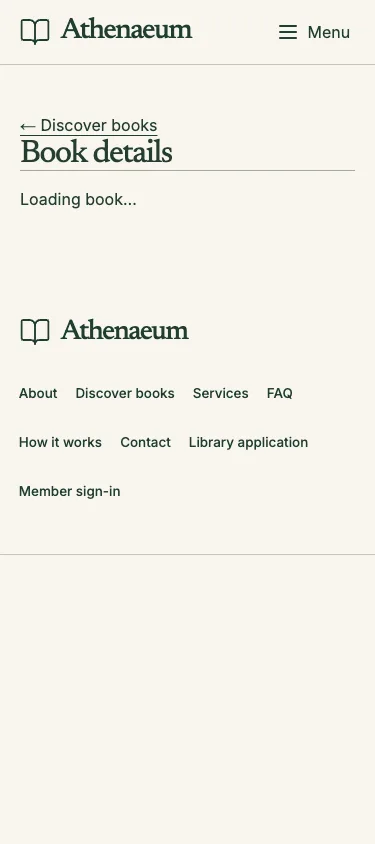 Athenaeum
Menu
← Discover books
Book details
Loading book…
Athenaeum
About Discover books Services FAQ
How it works Contact Library application
Member sign-in